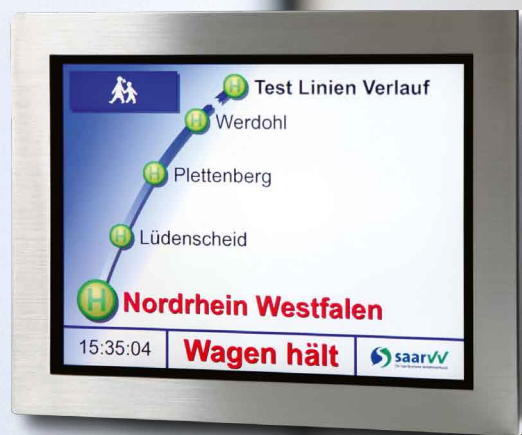 H Test Linien Verlauf
H Werdohl
H Plettenberg
H Lüdenscheid
H Nordrhein Westfalen
15:35:04 Wagen hält saarVV